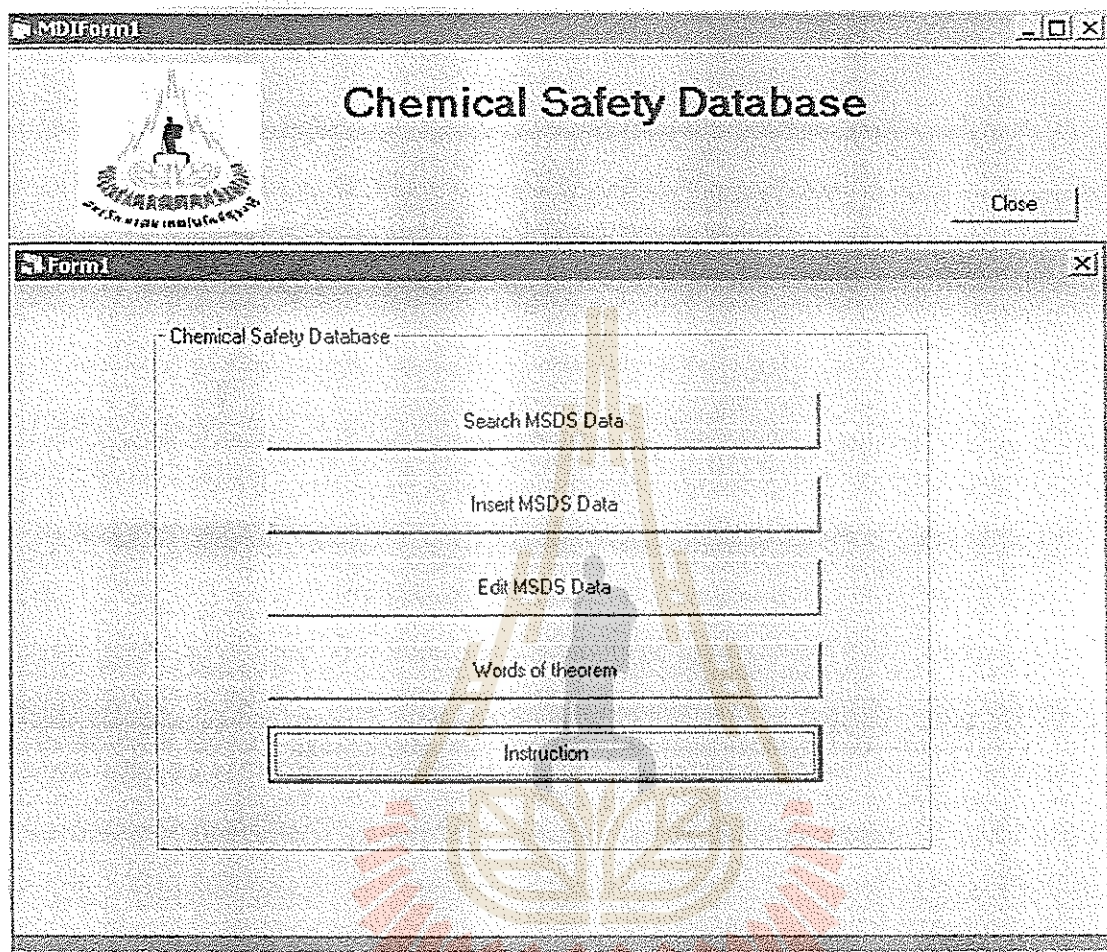 MDIForm1
Chemical Safety Database
Close
Form1
Chemical Safety Database
Search MSDS Data
Insert MSDS Data
Edit MSDS Data
Words of theorem
Instruction